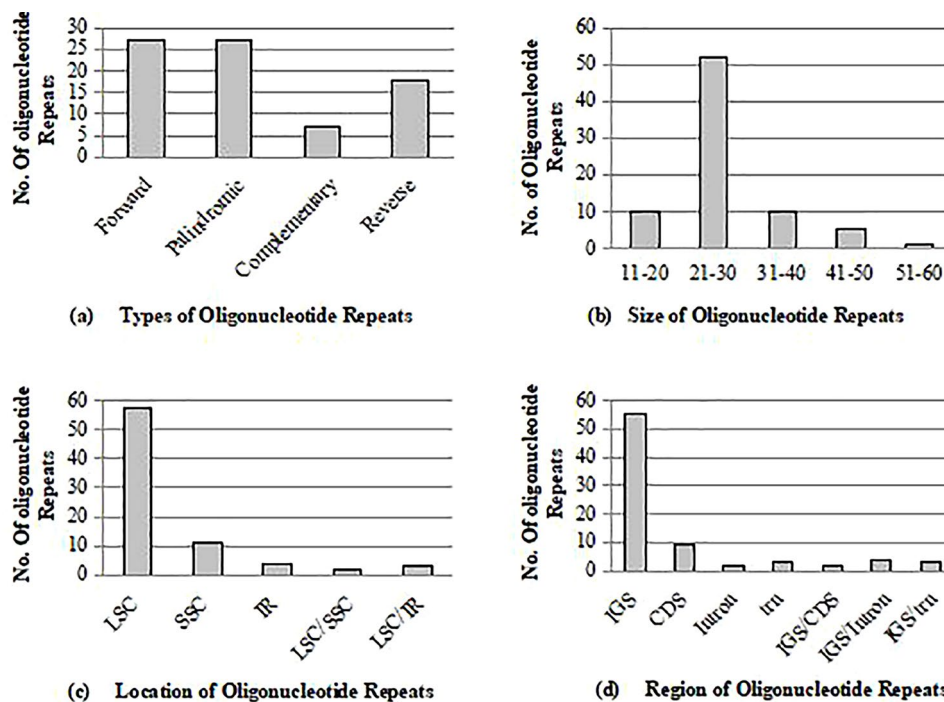 No. Of oligonucleotide
Repeats
30
25
20
15
10
5
0
Forward
Palindromic
Complementary
Reverse
(a) Types of Oligonucleotide Repeats
No. of Oligonucleotide
Repeats
60
50
40
30
20
10
0
11-20
21-30
31-40
41-50
51-60
(b) Size of Oligonucleotide Repeats
No. Of oligonucleotide
Repeats
60
50
40
30
20
10
0
LSC
SSC
IR
LSC/SSC
LSC/IR
(c) Location of Oligonucleotide Repeats
No. Of oligonucleotide
Repeats
60
50
40
30
20
10
0
IGS
CDS
Intron
trn
IGS/CDS
IGS/Intron
IGS/trn
(d) Region of Oligonucleotide Repeats